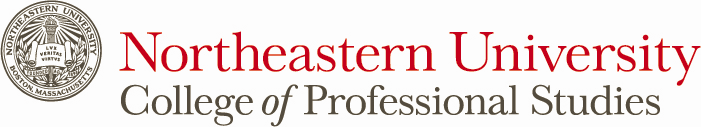 NORTHEASTERN UNIVERSITY
LVX
VERITAS
VIRTVS
BOSTON, MASSACHUSETTS
Northeastern University
College of Professional Studies